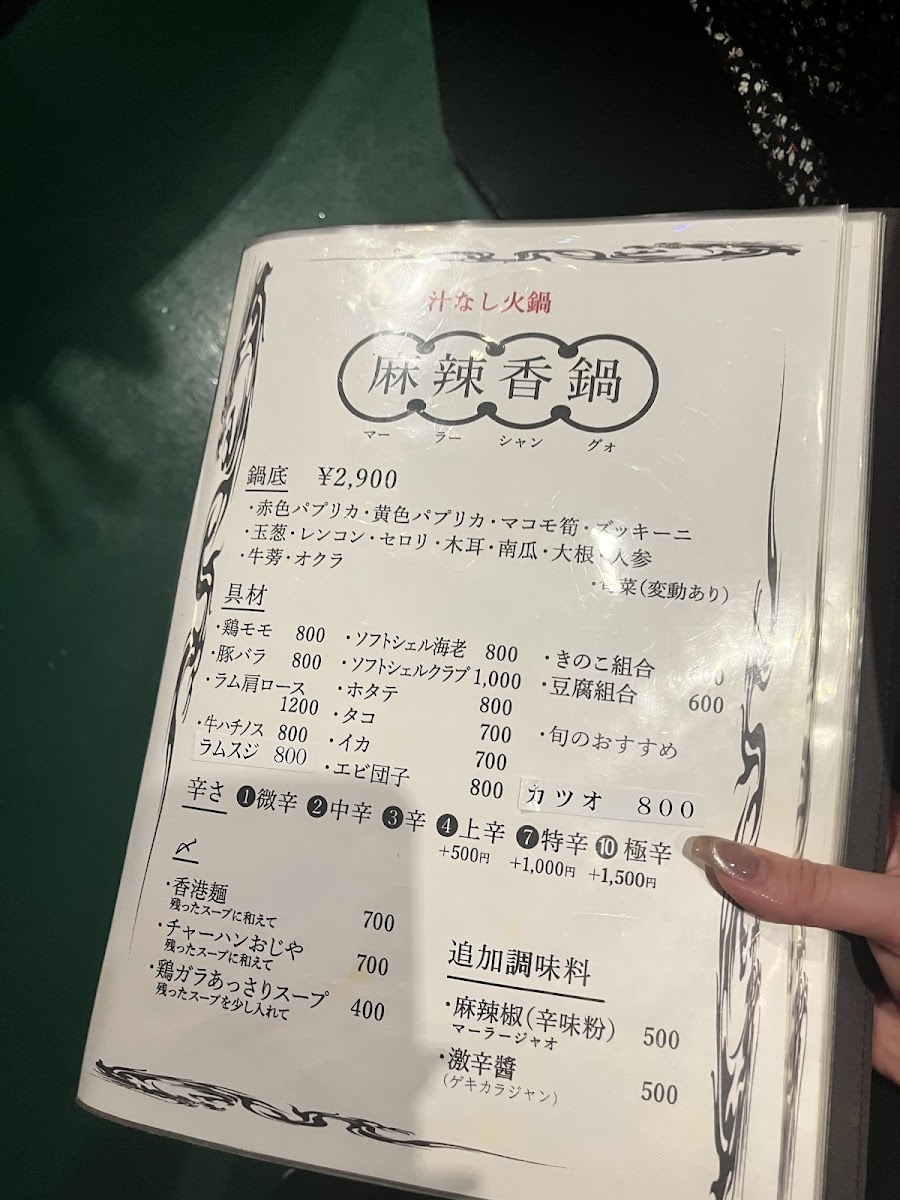 汁なし火鍋
麻辣香鍋
マー ラー シャン グォ
鍋底 ¥2,900
・赤色パプリカ・黄色パプリカ・マコモ筍・ズッキーニ
・玉葱・レンコン・セロリ・木耳・南瓜・大根・人参
・牛蒡・オクラ
・旬菜(変動あり)
具材
・鶏モモ 800
・豚バラ 800
・ラム肩ロース 1200
・牛ハチノス 800
ラムスジ 800
・ソフトシェル海老 800
・ソフトシェルクラブ 1,000
・ホタテ 800
・タコ 700
・イカ 700
・エビ団子 800
・きのこ組合
・豆腐組合 600
・旬のおすすめ
カツオ 800
辛さ ❶微辛 ❷中辛 ❸辛 ❹上辛 ❼特辛 ❿極辛
+500円 +1,000円 +1,500円
〆
・香港麺 700
残ったスープに和えて
・チャーハンおじや 700
残ったスープに和えて
・鶏ガラあっさりスープ 400
残ったスープを少し入れて
追加調味料
・麻辣椒(辛味粉) 500
マーラージャオ
・激辛醬 500
(ゲキカラジャン)